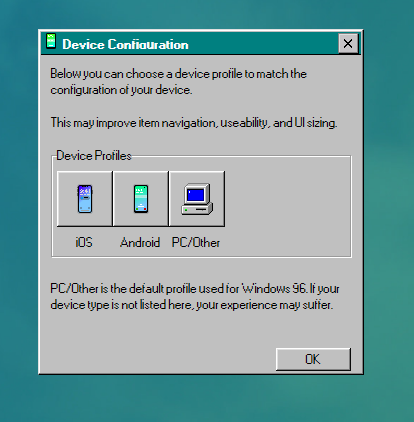 Device Configuration
Below you can choose a device profile to match the
configuration of your device.
This may improve item navigation, useability, and UI sizing.
Device Profiles
iOS
Android
PC/Other
PC/Other is the default profile used for Windows 96. If your
device type is not listed here, your experience may suffer.
OK